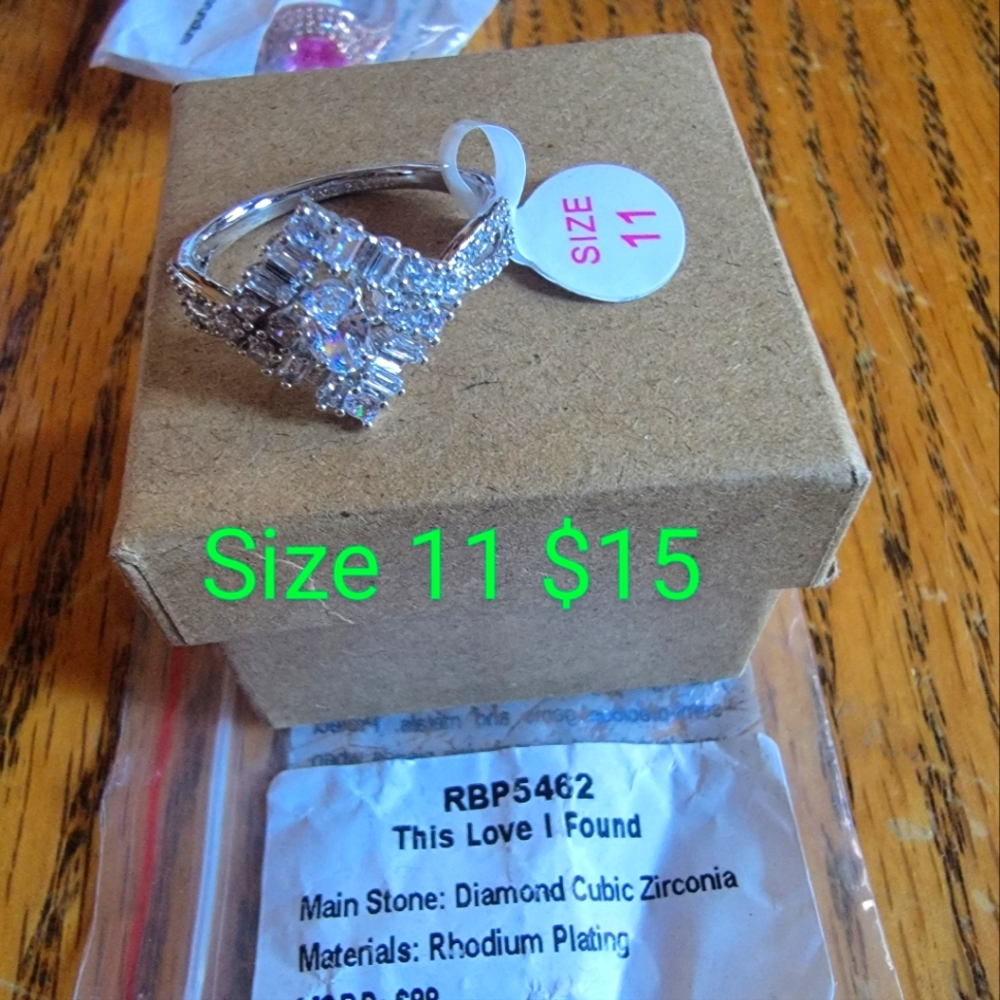 SIZE
11
Size 11 $15
RBP5462
This Love I Found
Main Stone: Diamond Cubic Zirconia
Materials: Rhodium Plating